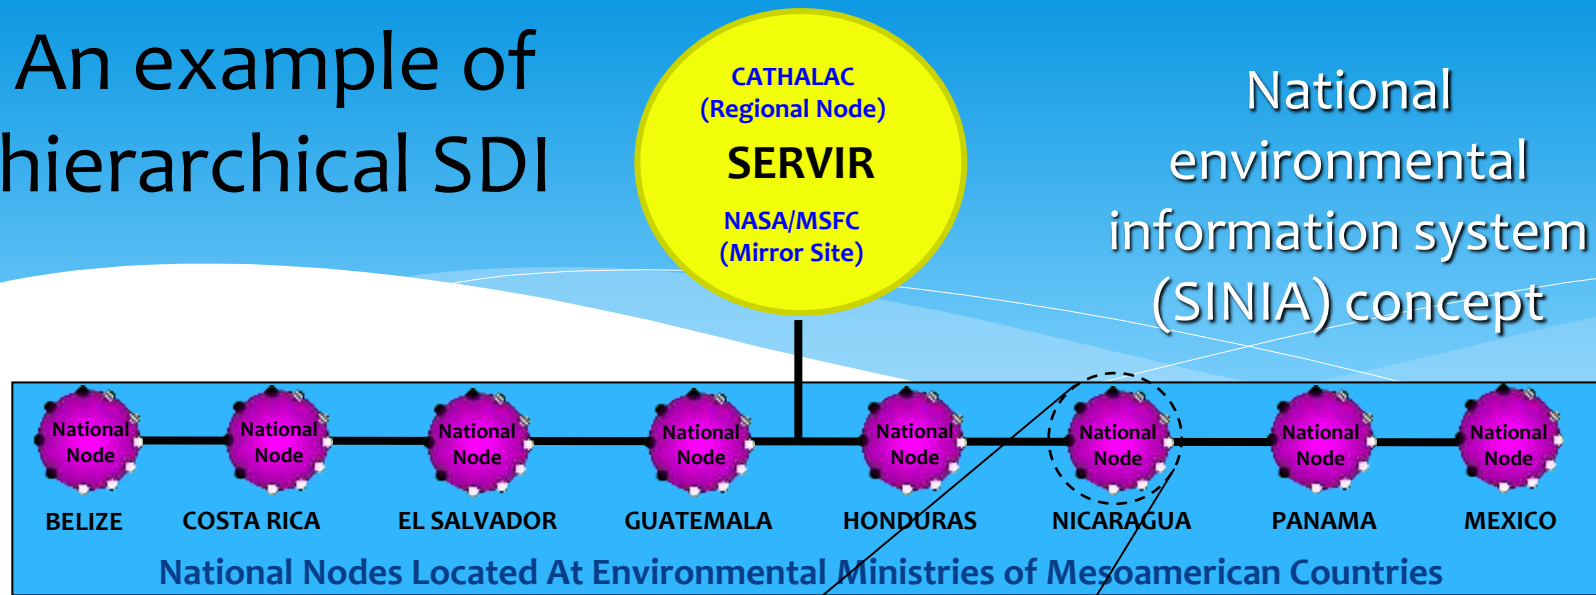 An example of
hierarchical SDI
CATHALAC
(Regional Node)
SERVIR
NASA/MSFC
(Mirror Site)
National
environmental
information system
(SINIA) concept
National Node
National Node
National Node
National Node
National Node
National Node
National Node
National Node
BELIZE COSTA RICA EL SALVADOR GUATEMALA HONDURAS NICARAGUA PANAMA MEXICO
National Nodes Located At Environmental Ministries of Mesoamerican Countries